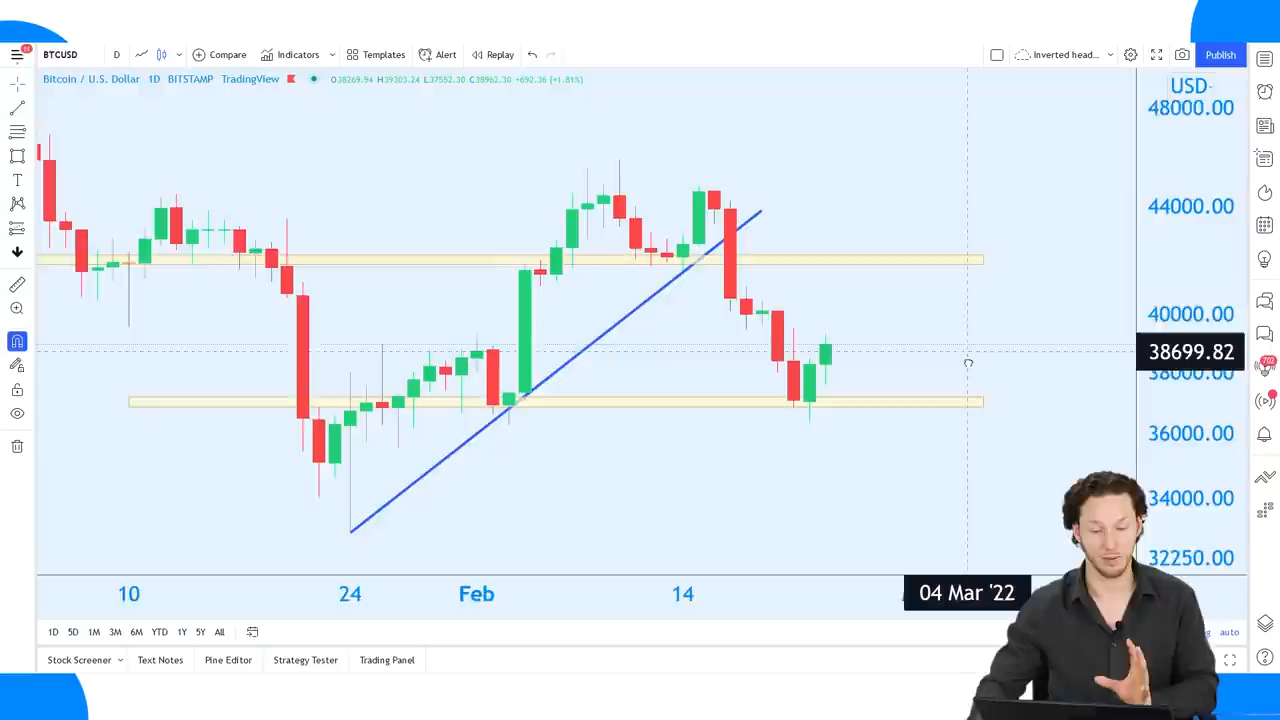 11
BTCUSD D Compare Indicators Templates Alert Replay Inverted head... Publish
Bitcoin / U.S. Dollar 1D BITSTAMP TradingView O38269.94 H39303.24 L37552.30 C38962.30 +692.36 (+1.81%)
USD
48000.00
44000.00
40000.00
38699.82
38000.00
702
36000.00
34000.00
32250.00
10 24 Feb 14 04 Mar '22
1D 5D 1M 3M 6M YTD 1Y 5Y All auto
Stock Screener Text Notes Pine Editor Strategy Tester Trading Panel